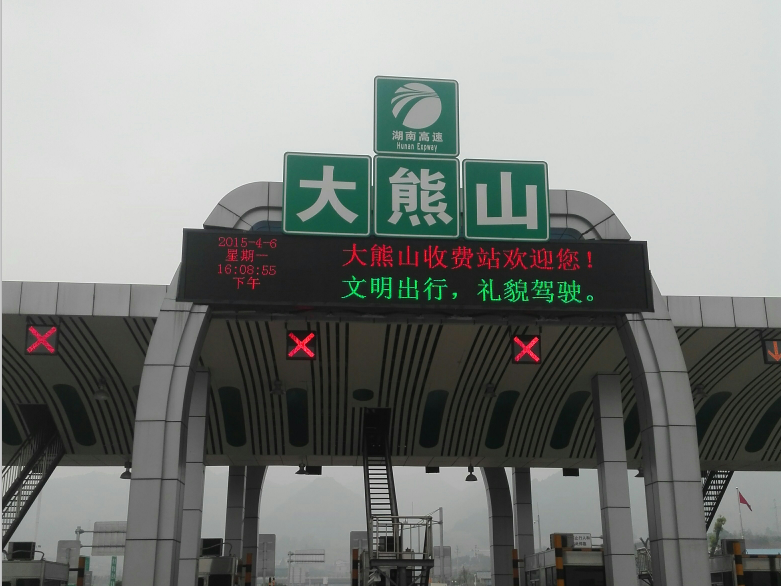 湖南高速
Hunan Expway
大熊山
2015-4-6
星期一
16:08:55
下午
大熊山收费站欢迎您！
文明出行，礼貌驾驶。